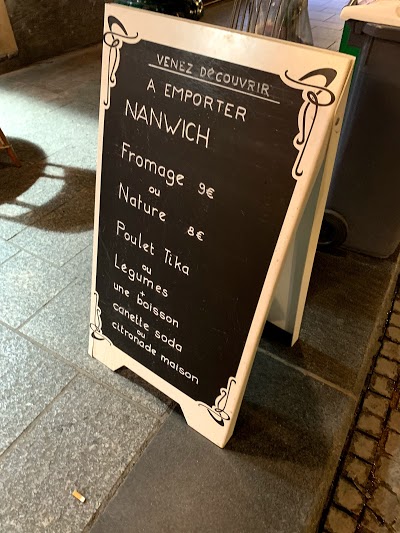 VENEZ DÉCOUVRIR
A EMPORTER
NANWICH
Fromage 9€
ou
Nature 8€
Poulet Tika
ou
Légumes
+
une boisson
canette soda
ou
citronade maison